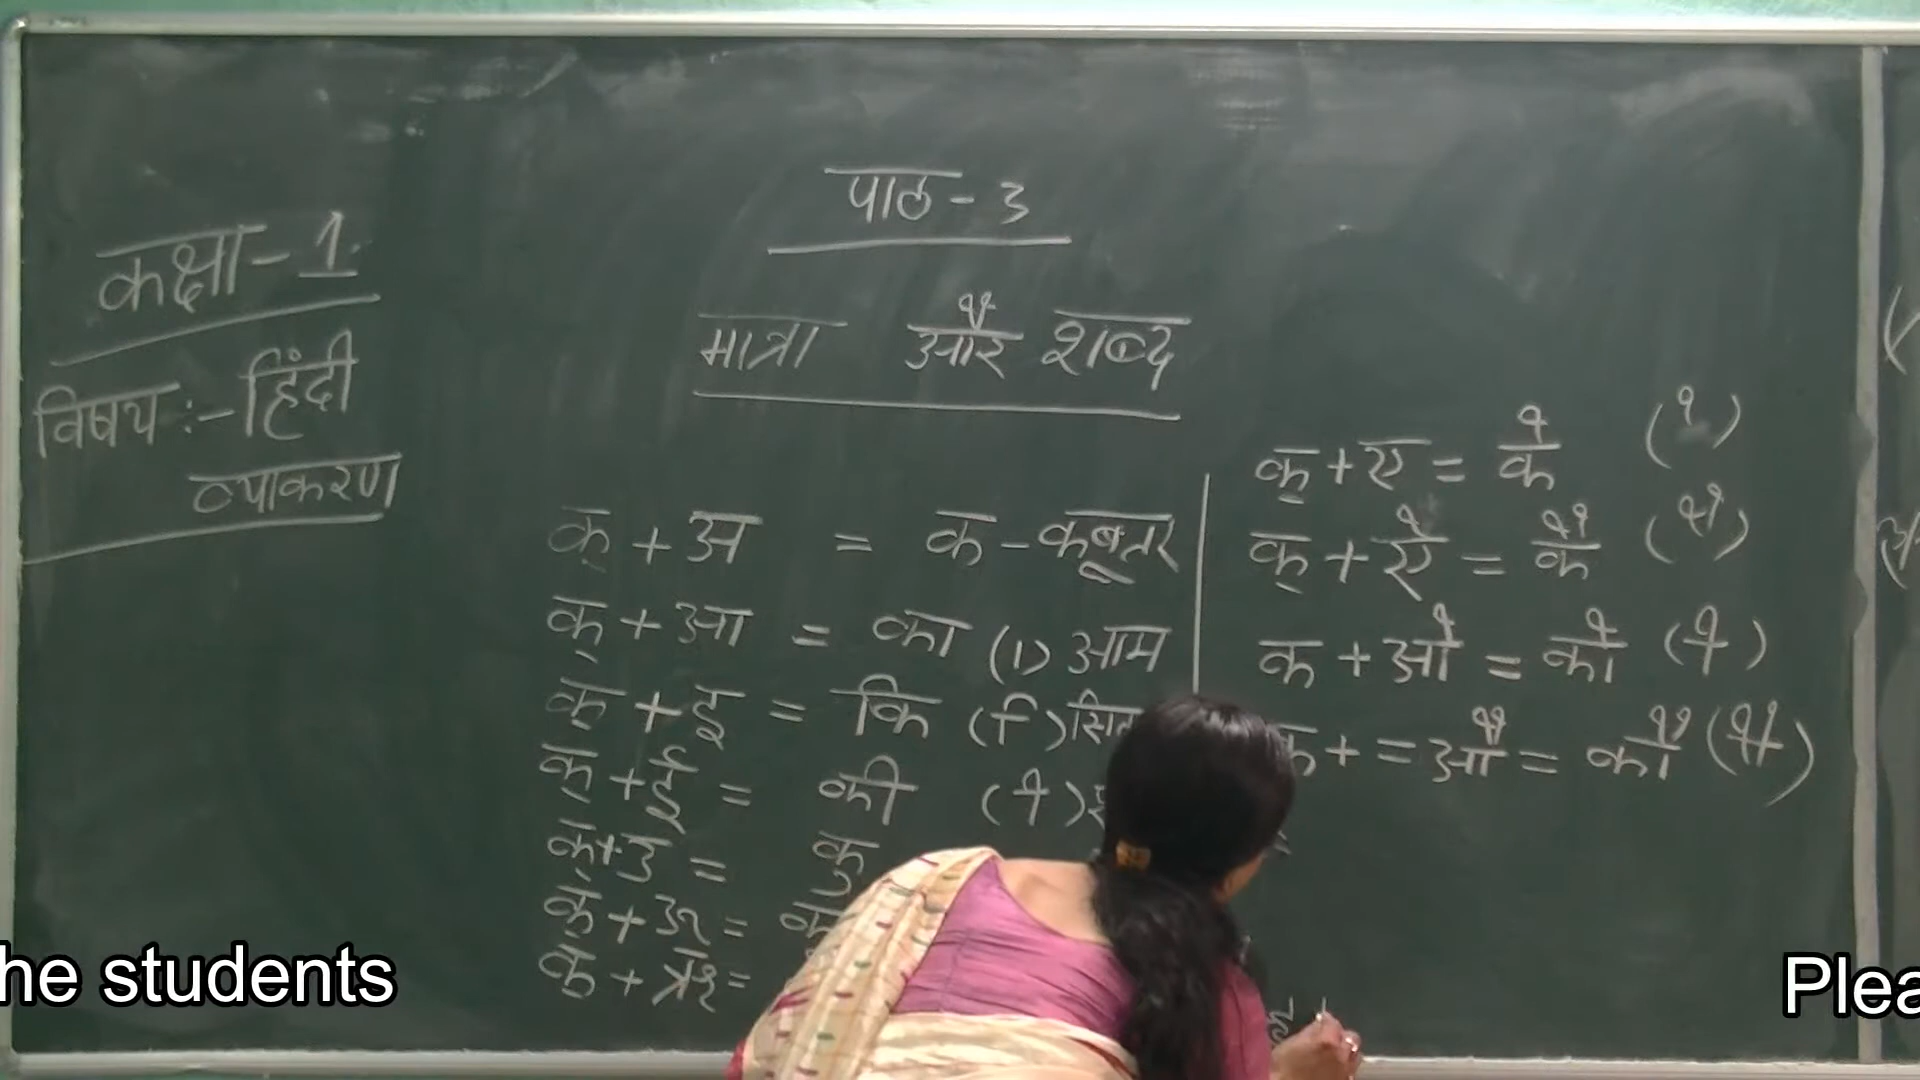 कक्षा - 1
विषय :- हिंदी
व्याकरण
पाठ - 3
मात्रा और शब्द
क् + अ = क - कबूतर
क् + आ = का (ा) आम
क् + इ = कि (ि)
क् + ई = की (ी)
क् + उ = कु
क् + ऊ =
क् + ऋ =
क् + ए = के (े)
क् + ऐ = कै (ै)
क + ओ = को (ो)
+ = औ = कौ (ौ)
he students
Plea